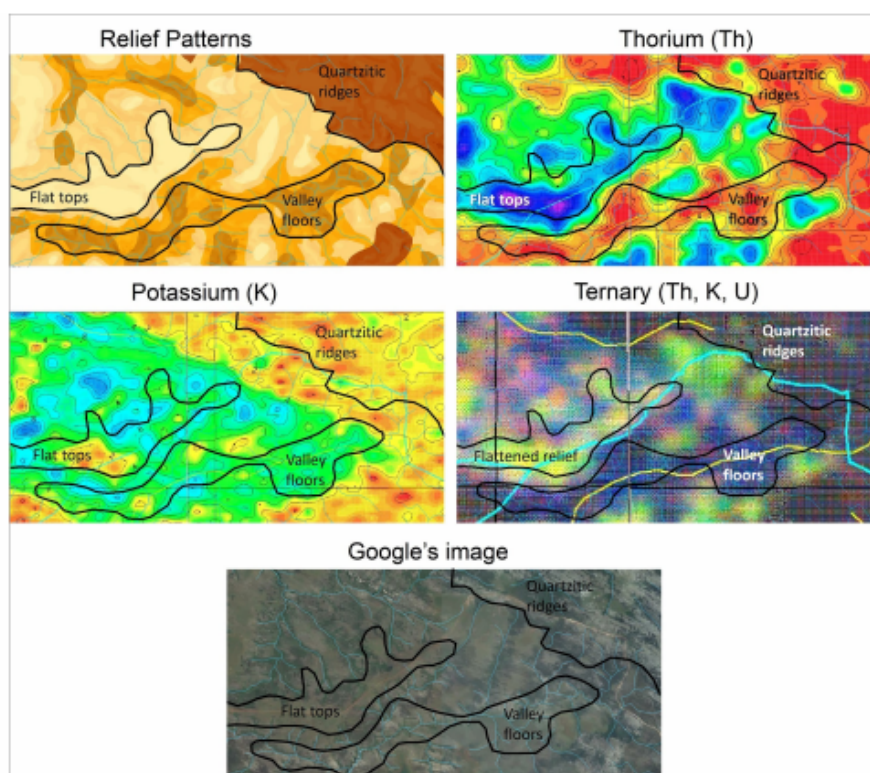 Relief Patterns
Thorium (Th)
Quartzitic
ridges
Flat tops
Valley
floors
Quartzitic
ridges
Flat tops
Valley
floors
Potassium (K)
Ternary (Th, K, U)
Quartzitic
ridges
Flat tops
Valley
floors
Quartzitic
ridges
Flattened relief
Valley
floors
Google's image
Quartzitic
ridges
Flat tops
Valley
floors